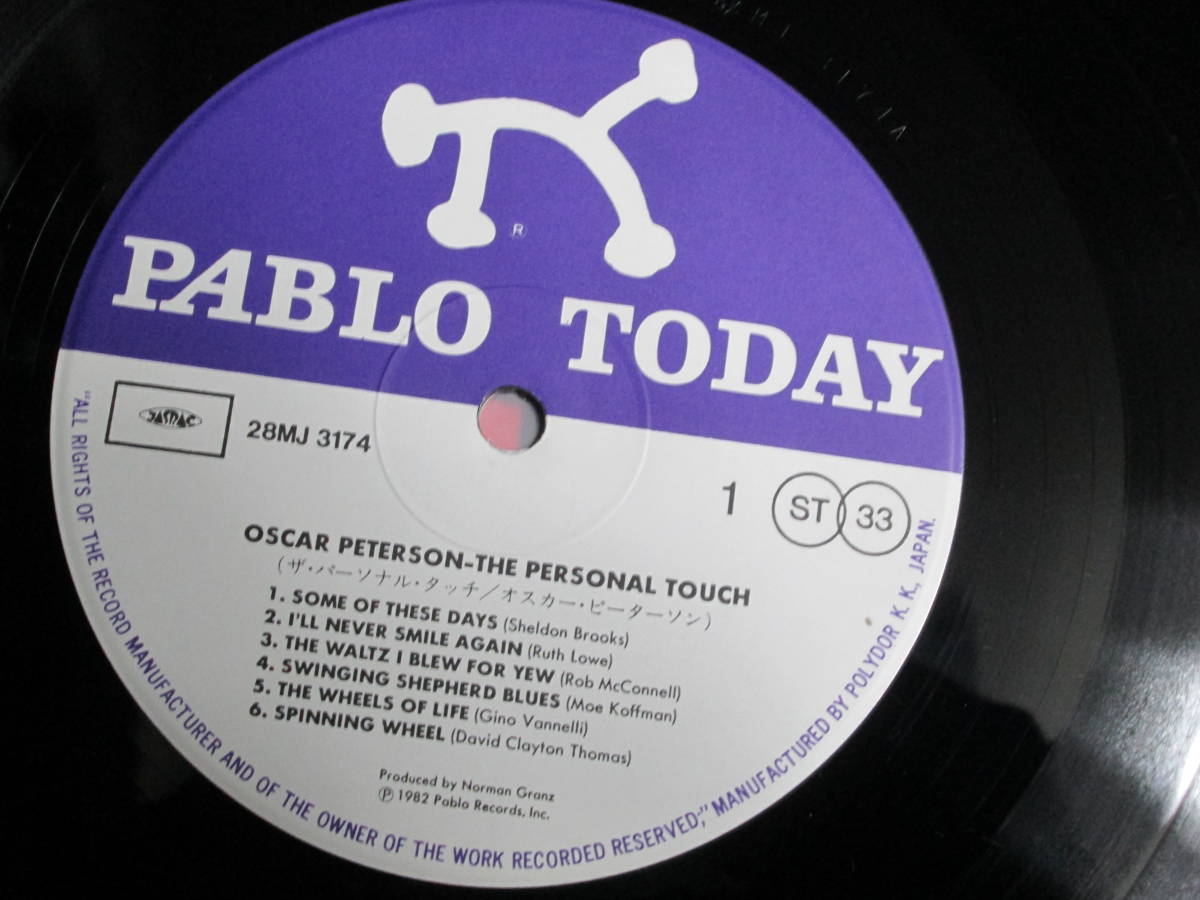 ®
PABLO TODAY
JASRAC
28MJ 3174
1
ST 33
OSCAR PETERSON-THE PERSONAL TOUCH
(ザ・パーソナル・タッチ/オスカー・ピーターソン)
1. SOME OF THESE DAYS (Sheldon Brooks)
2. I'LL NEVER SMILE AGAIN (Ruth Lowe)
3. THE WALTZ I BLEW FOR YEW (Rob McConnell)
4. SWINGING SHEPHERD BLUES (Moe Koffman)
5. THE WHEELS OF LIFE (Gino Vannelli)
6. SPINNING WHEEL (David Clayton Thomas)
Produced by Norman Granz
℗ 1982 Pablo Records, Inc.
"ALL RIGHTS OF THE RECORD MANUFACTURER AND OF THE OWNER OF THE WORK RECORDED RESERVED;" MANUFACTURED BY POLYDOR K. K., JAPAN.